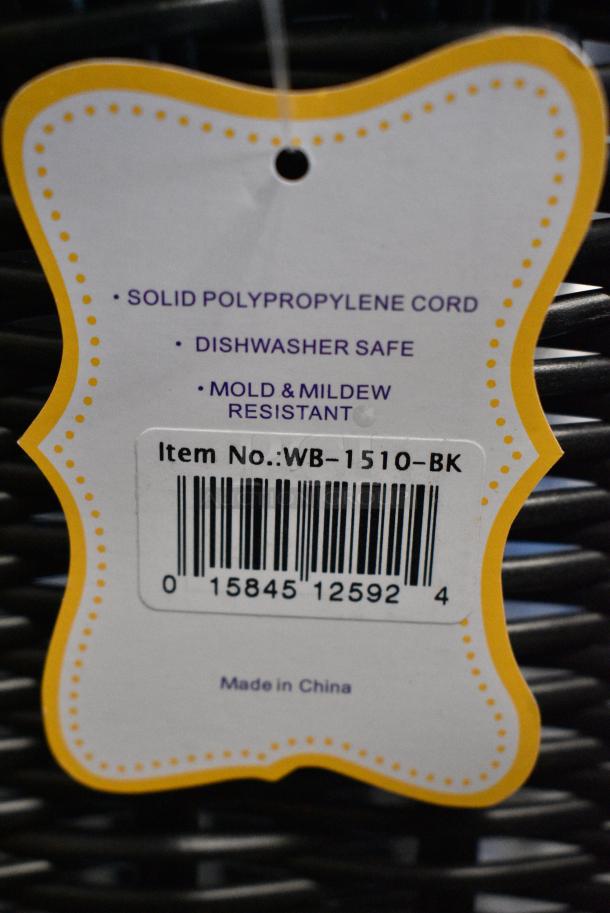 • SOLID POLYPROPYLENE CORD
• DISHWASHER SAFE
• MOLD & MILDEW
RESISTANT
Item No.:WB-1510-BK
0 15845 12592 4
Made in China